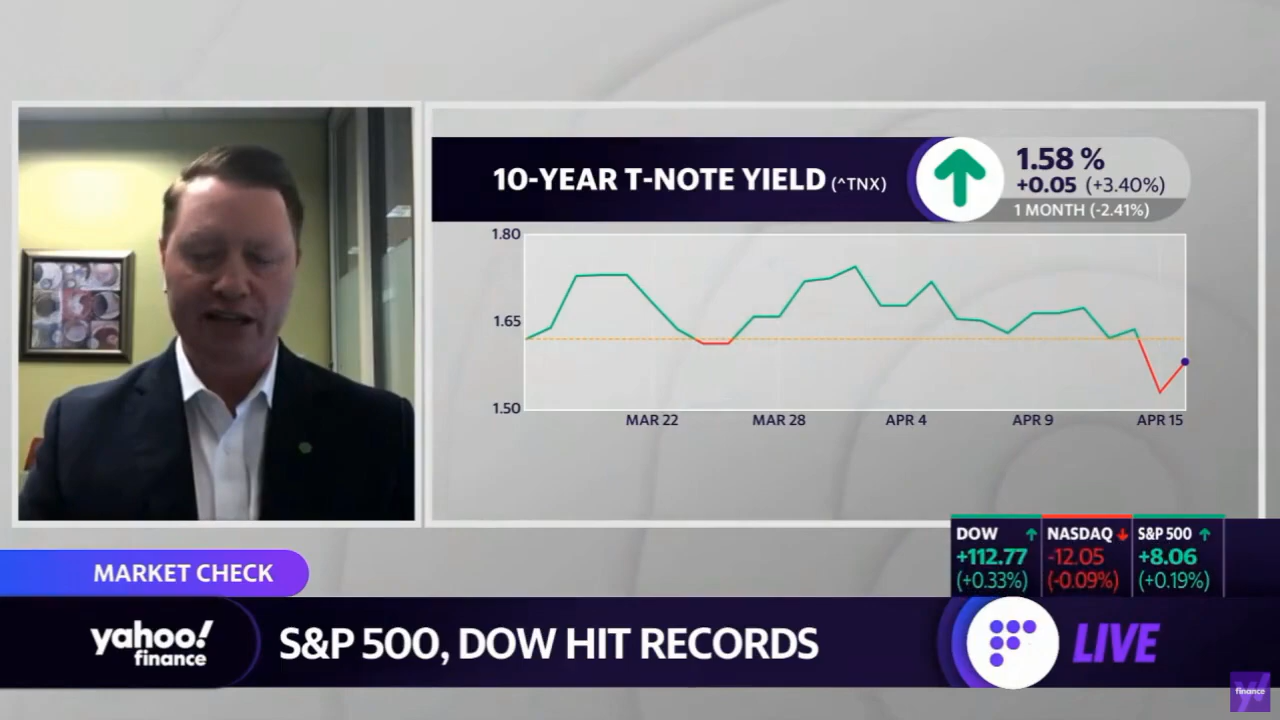 10-YEAR T-NOTE YIELD (^TNX)
1.58 %
+0.05 (+3.40%)
1 MONTH (-2.41%)
1.80
1.65
1.50
MAR 22
MAR 28
APR 4
APR 9
APR 15
DOW
+112.77
(+0.33%)
NASDAQ
-12.05
(-0.09%)
S&P 500
+8.06
(+0.19%)
MARKET CHECK
yahoo!
finance
S&P 500, DOW HIT RECORDS
LIVE
y!
finance